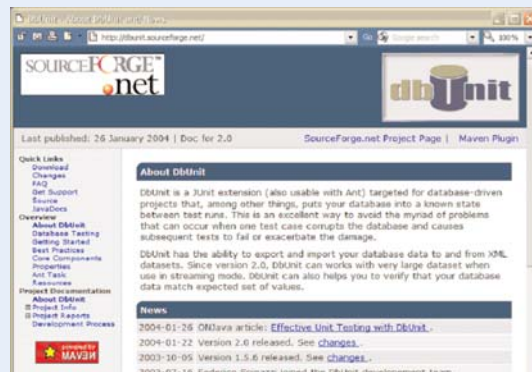 http://dbunit.sourceforge.net/
Go
Google search
100%
SOURCEFORGE™
.net
dbUnit
Last published: 26 January 2004 | Doc for 2.0
SourceForge.net Project Page | Maven Plugin
Quick Links
Download
Changes
FAQ
Get Support
Source
JavaDocs
Overview
About DbUnit
Database Testing
Getting Started
Best Practices
Core Components
Properties
Ant Task
Resources
Project Documentation
About DbUnit
Project Info
Project Reports
Development Process
powered by
MAVEN
About DbUnit
DbUnit is a JUnit extension (also usable with Ant) targeted for database-driven
projects that, among other things, puts your database into a known state
between test runs. This is an excellent way to avoid the myriad of problems
that can occur when one test case corrupts the database and causes
subsequent tests to fail or exacerbate the damage.
DbUnit has the ability to export and import your database data to and from XML
datasets. Since version 2.0, DbUnit can works with very large dataset when
use in streaming mode. DbUnit can also helps you to verify that your database
data match expected set of values.
News
2004-01-26 ONJava article: Effective Unit Testing with DbUnit .
2004-01-22 Version 2.0 released. See changes .
2003-10-05 Version 1.5.6 released. See changes .